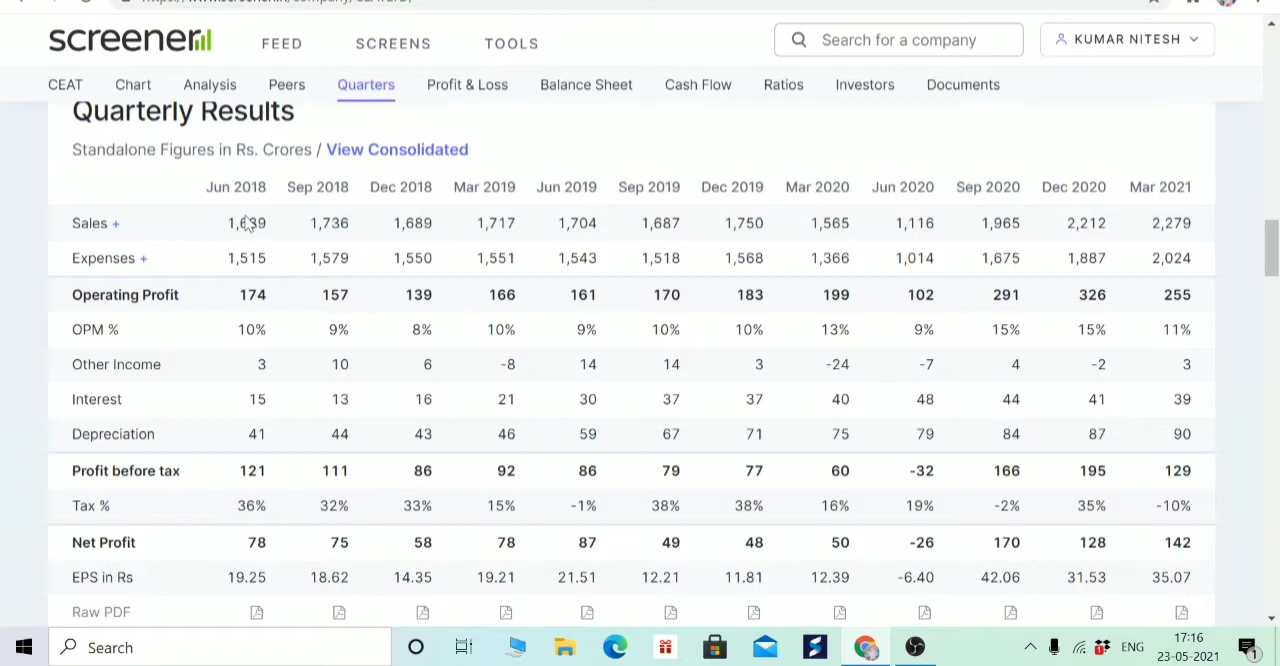 screener FEED SCREENS TOOLS Search for a company KUMAR NITESH
CEAT Chart Analysis Peers Quarters Profit & Loss Balance Sheet Cash Flow Ratios Investors Documents
Quarterly Results
Standalone Figures in Rs. Crores / View Consolidated
Jun 2018 Sep 2018 Dec 2018 Mar 2019 Jun 2019 Sep 2019 Dec 2019 Mar 2020 Jun 2020 Sep 2020 Dec 2020 Mar 2021
Sales + 1,736 1,689 1,717 1,704 1,687 1,750 1,565 1,116 1,965 2,212 2,279
Expenses + 1,515 1,579 1,550 1,551 1,543 1,518 1,568 1,366 1,014 1,675 1,887 2,024
Operating Profit 174 157 139 166 161 170 183 199 102 291 326 255
OPM % 10% 9% 8% 10% 9% 10% 10% 13% 9% 15% 15% 11%
Other Income 3 10 6 -8 14 14 3 -24 -7 4 -2 3
Interest 15 13 16 21 30 37 37 40 48 44 41 39
Depreciation 41 44 43 46 59 67 71 75 79 84 87 90
Profit before tax 121 111 86 92 86 79 77 60 -32 166 195 129
Tax % 36% 32% 33% 15% -1% 38% 38% 16% 19% -2% 35% -10%
Net Profit 78 75 58 78 87 49 48 50 -26 170 128 142
EPS in Rs 19.25 18.62 14.35 19.21 21.51 12.21 11.81 12.39 -6.40 42.06 31.53 35.07
Raw PDF
Search ENG 17:16
23-05-2021 1